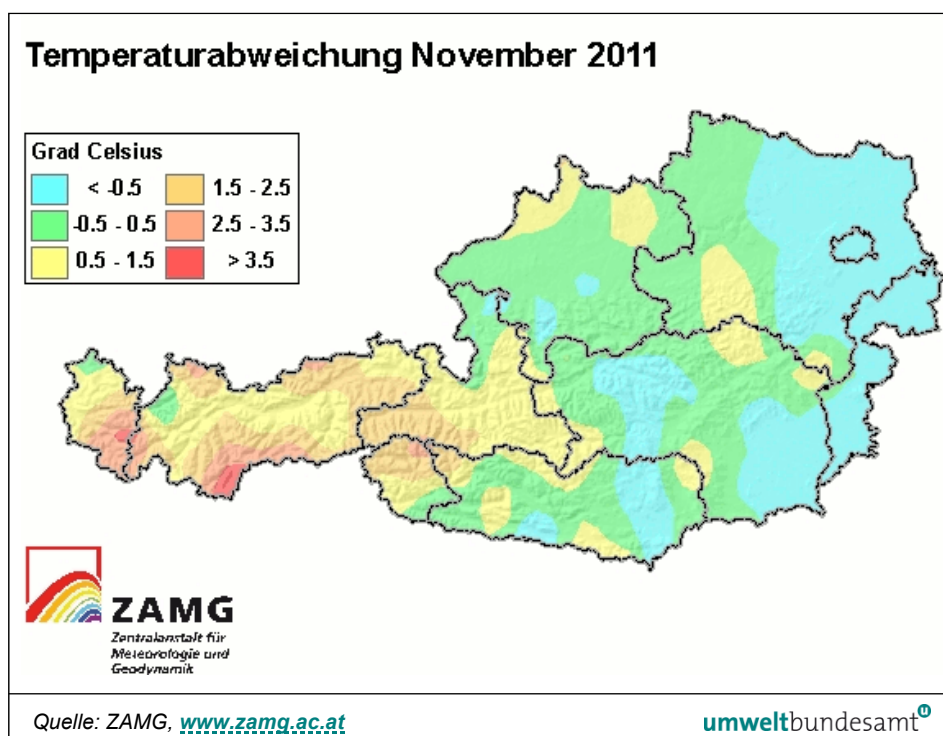 Temperaturabweichung November 2011
Grad Celsius
< -0.5
1.5 - 2.5
-0.5 - 0.5
2.5 - 3.5
0.5 - 1.5
> 3.5
ZAMG
Zentralanstalt für
Meteorologie und
Geodynamik
Quelle: ZAMG, www.zamg.ac.at
umweltbundesamt u